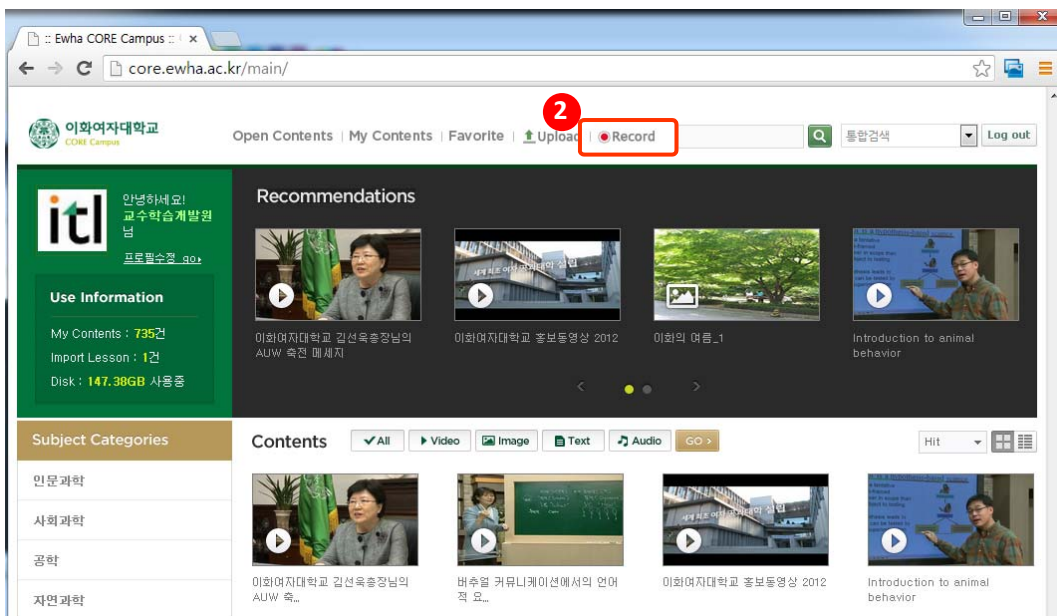 :: Ewha CORE Campus ::
core.ewha.ac.kr/main/
2
이화여자대학교
CORE Campus
Open Contents | My Contents | Favorite | Upload | Record
통합검색
Log out
itl
안녕하세요!
교수학습개발원
님
프로필수정 go
Recommendations
Use Information
My Contents : 735건
Import Lesson : 1건
Disk : 147.38GB 사용중
이화여자대학교 김선욱총장님의
AUW 축전 메세지
이화여자대학교 홍보동영상 2012
이화의 여름_1
Introduction to animal
behavior
Subject Categories
Contents
All
Video
Image
Text
Audio
GO
Hit
인문과학
사회과학
공학
자연과학
이화여자대학교 김선욱총장님의
AUW 축...
버추얼 커뮤니케이션에서의 언어
적 요...
이화여자대학교 홍보동영상 2012
Introduction to animal
behavior